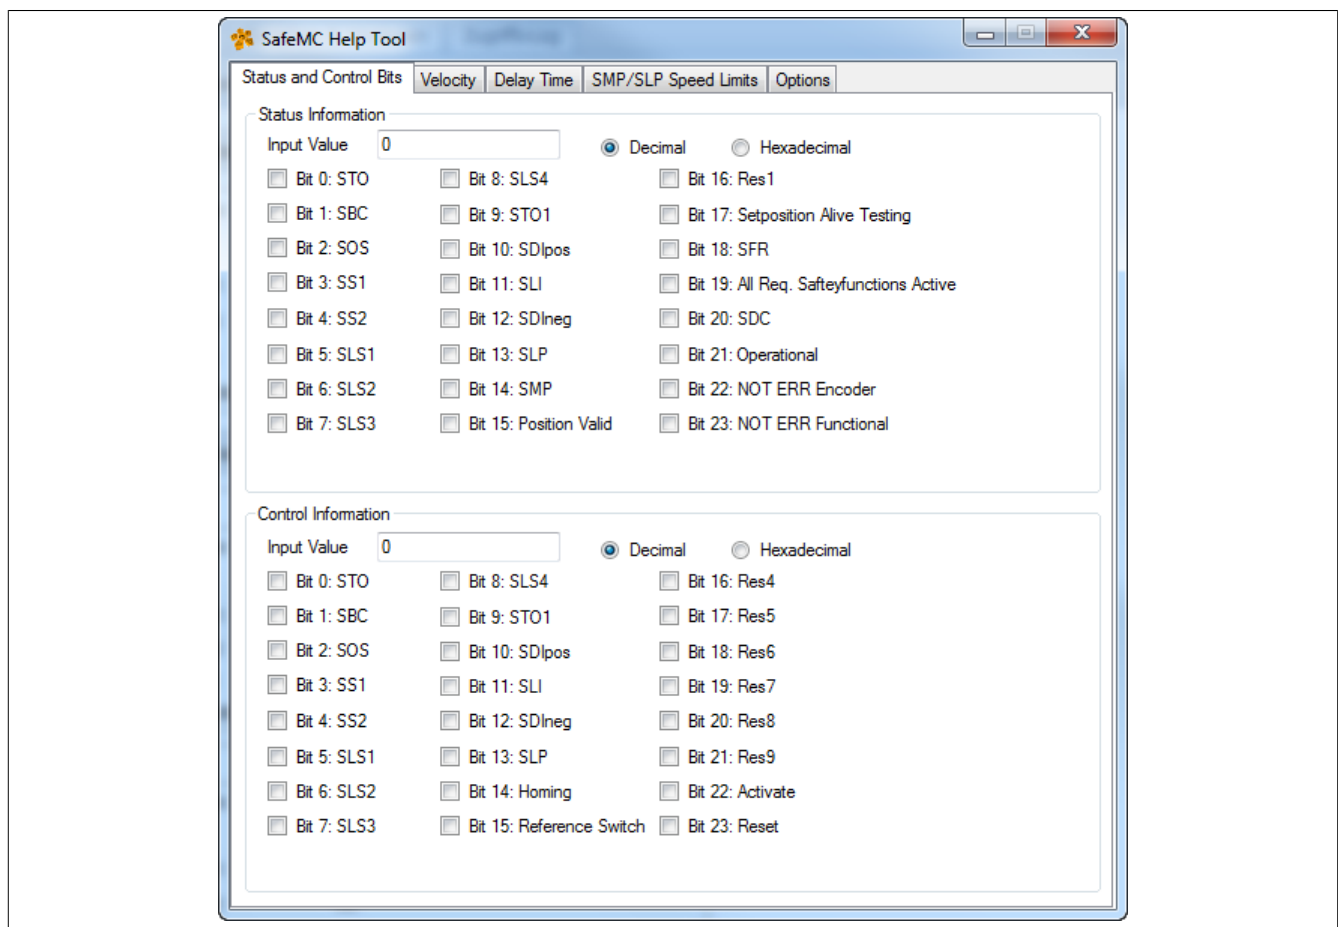 SafeMC Help Tool
Status and Control Bits Velocity Delay Time SMP/SLP Speed Limits Options
Status Information
Input Value 0 Decimal Hexadecimal
Bit 0: STO Bit 8: SLS4 Bit 16: Res1
Bit 1: SBC Bit 9: STO1 Bit 17: Setposition Alive Testing
Bit 2: SOS Bit 10: SDIpos Bit 18: SFR
Bit 3: SS1 Bit 11: SLI Bit 19: All Req. Safteyfunctions Active
Bit 4: SS2 Bit 12: SDIneg Bit 20: SDC
Bit 5: SLS1 Bit 13: SLP Bit 21: Operational
Bit 6: SLS2 Bit 14: SMP Bit 22: NOT ERR Encoder
Bit 7: SLS3 Bit 15: Position Valid Bit 23: NOT ERR Functional
Control Information
Input Value 0 Decimal Hexadecimal
Bit 0: STO Bit 8: SLS4 Bit 16: Res4
Bit 1: SBC Bit 9: STO1 Bit 17: Res5
Bit 2: SOS Bit 10: SDIpos Bit 18: Res6
Bit 3: SS1 Bit 11: SLI Bit 19: Res7
Bit 4: SS2 Bit 12: SDIneg Bit 20: Res8
Bit 5: SLS1 Bit 13: SLP Bit 21: Res9
Bit 6: SLS2 Bit 14: Homing Bit 22: Activate
Bit 7: SLS3 Bit 15: Reference Switch Bit 23: Reset